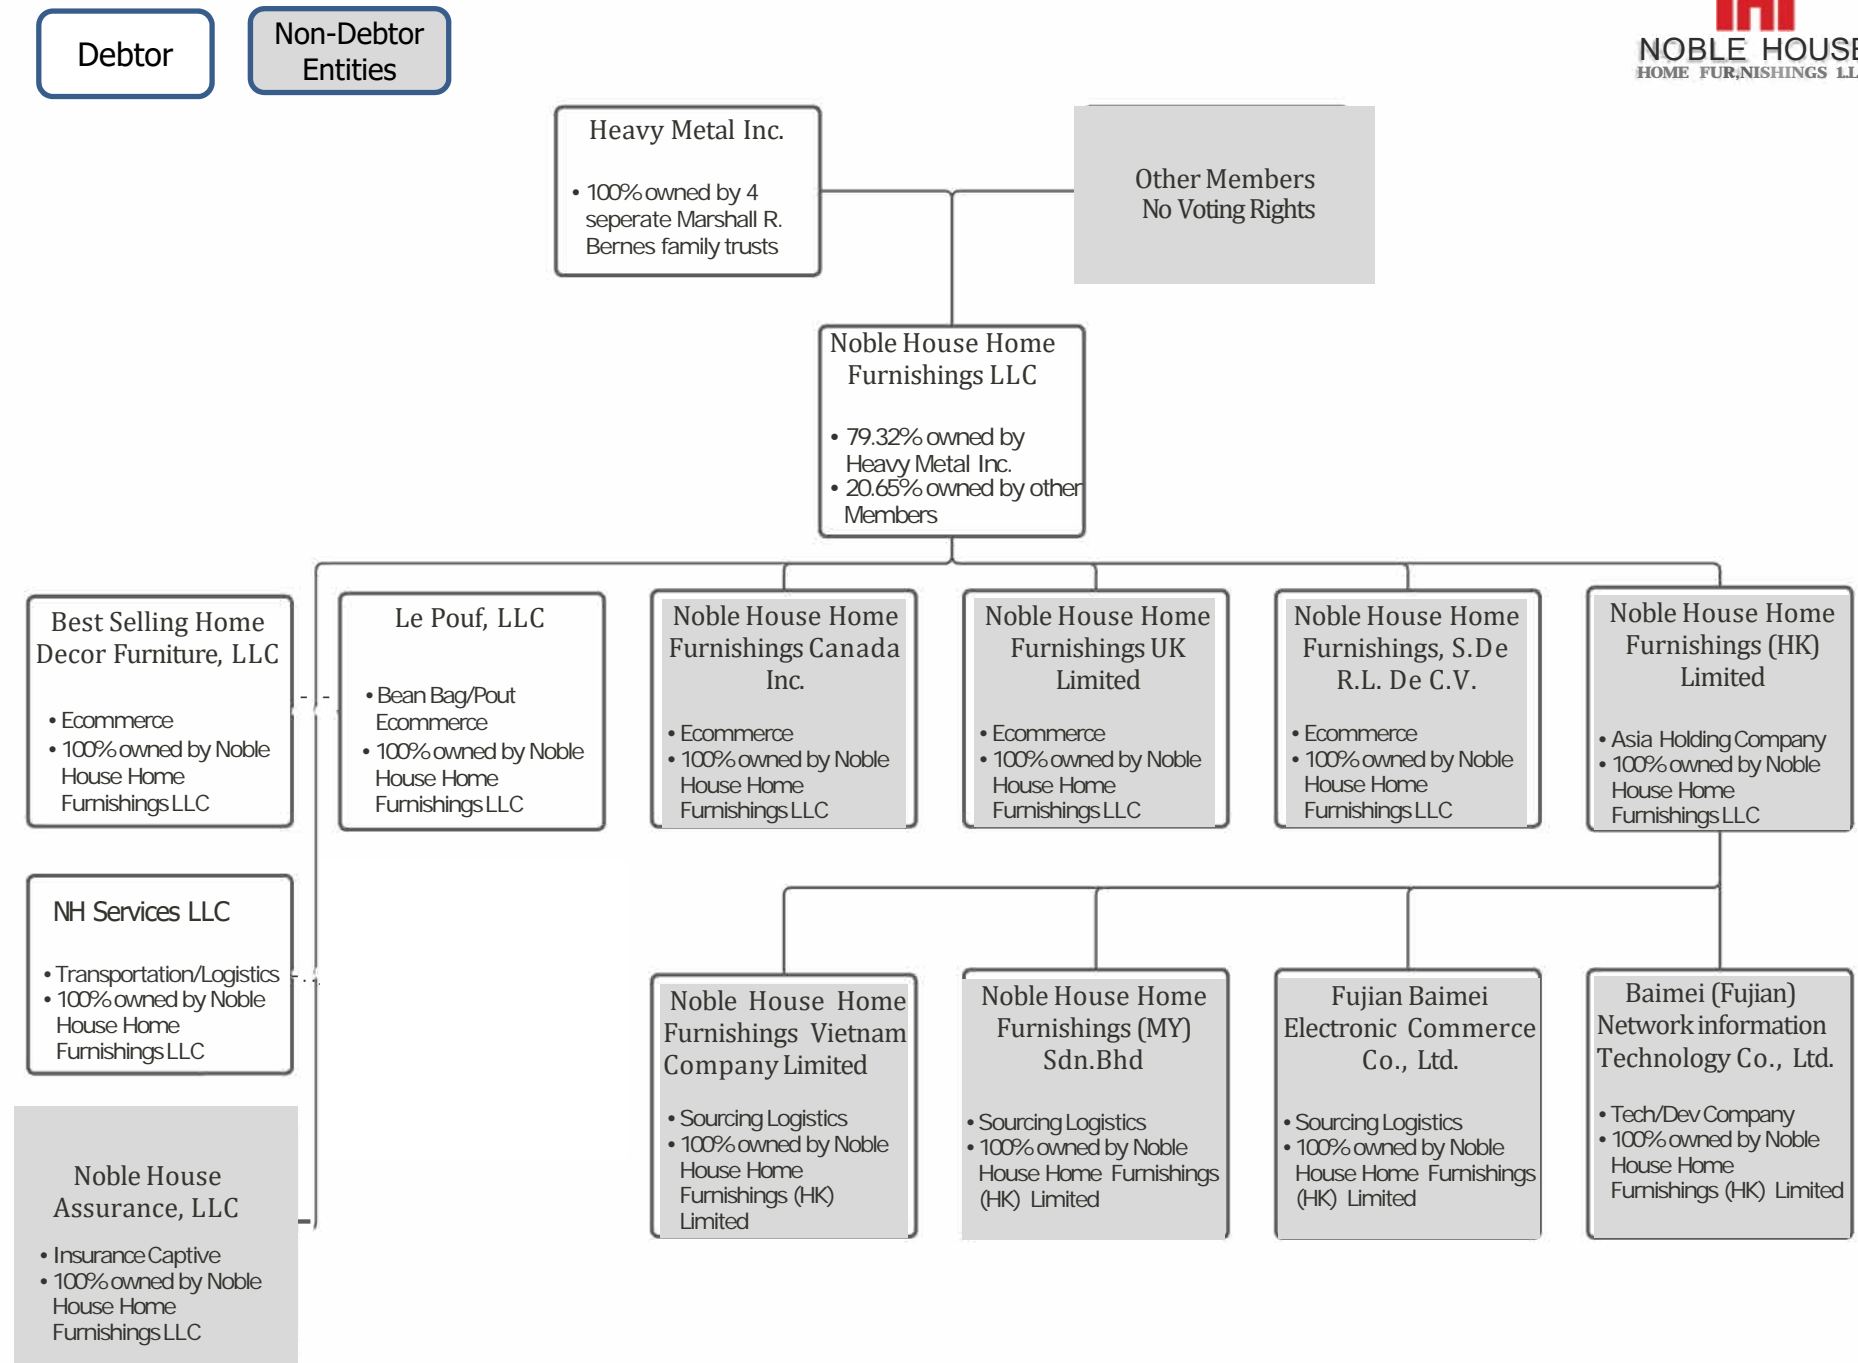 Debtor
Non-Debtor
Entities
NOBLE HOUSE
HOME FUR,NISHINGS 1.L
Heavy Metal Inc.
• 100% owned by 4
seperate Marshall R.
Bernes family trusts
Other Members
No Voting Rights
Noble House Home
Furnishings LLC
• 79.32% owned by
Heavy Metal Inc.
• 20.65% owned by other
Members
Best Selling Home
Decor Furniture, LLC
• Ecommerce
• 100% owned by Noble
House Home
Furnishings LLC
Le Pouf, LLC
• Bean Bag/Pout
Ecommerce
• 100% owned by Noble
House Home
Furnishings LLC
Noble House Home
Furnishings Canada
Inc.
• Ecommerce
• 100% owned by Noble
House Home
Furnishings LLC
Noble House Home
Furnishings UK
Limited
• Ecommerce
• 100% owned by Noble
House Home
Furnishings LLC
Noble House Home
Furnishings, S.De
R.L. De C.V.
• Ecommerce
• 100% owned by Noble
House Home
Furnishings LLC
Noble House Home
Furnishings (HK)
Limited
• Asia Holding Company
• 100% owned by Noble
House Home
Furnishings LLC
NH Services LLC
• Transportation/Logistics
• 100% owned by Noble
House Home
Furnishings LLC
Noble House
Assurance, LLC
• Insurance Captive
• 100% owned by Noble
House Home
Furnishings LLC
Noble House Home
Furnishings Vietnam
Company Limited
• Sourcing Logistics
• 100% owned by Noble
House Home
Furnishings (HK)
Limited
Noble House Home
Furnishings (MY)
Sdn.Bhd
• Sourcing Logistics
• 100% owned by Noble
House Home Furnishings
(HK) Limited
Fujian Baimei
Electronic Commerce
Co., Ltd.
• Sourcing Logistics
• 100% owned by Noble
House Home Furnishings
(HK) Limited
Baimei (Fujian)
Network information
Technology Co., Ltd.
• Tech/Dev Company
• 100% owned by Noble
House Home
Furnishings (HK) Limited